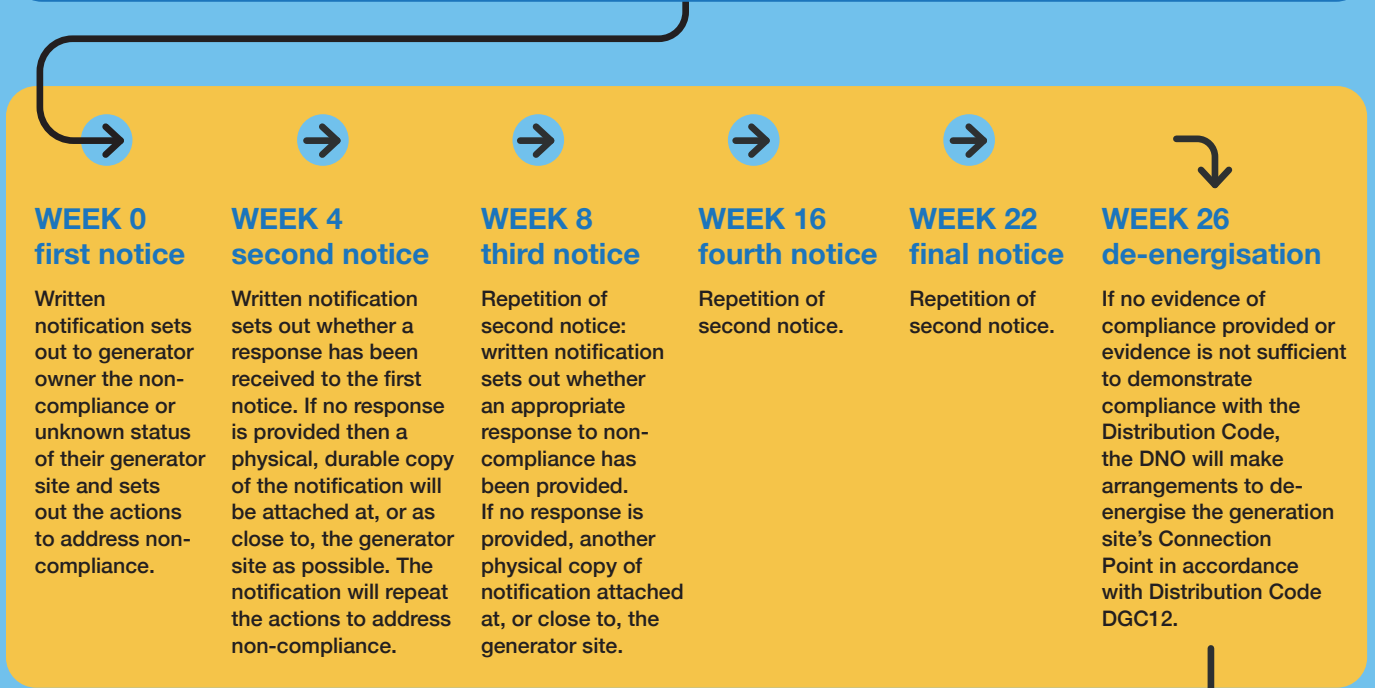 WEEK 0
first notice
Written
notification sets
out to generator
owner the non-
compliance or
unknown status
of their generator
site and sets
out the actions
to address non-
compliance.
WEEK 4
second notice
Written notification
sets out whether a
response has been
received to the first
notice. If no response
is provided then a
physical, durable copy
of the notification will
be attached at, or as
close to, the generator
site as possible. The
notification will repeat
the actions to address
non-compliance.
WEEK 8
third notice
Repetition of
second notice:
written notification
sets out whether
an appropriate
response to non-
compliance has
been provided.
If no response is
provided, another
physical copy of
notification attached
at, or close to, the
generator site.
WEEK 16
fourth notice
Repetition of
second notice.
WEEK 22
final notice
Repetition of
second notice.
WEEK 26
de-energisation
If no evidence of
compliance provided or
evidence is not sufficient
to demonstrate
compliance with the
Distribution Code,
the DNO will make
arrangements to de-
energise the generation
site's Connection
Point in accordance
with Distribution Code
DGC12.